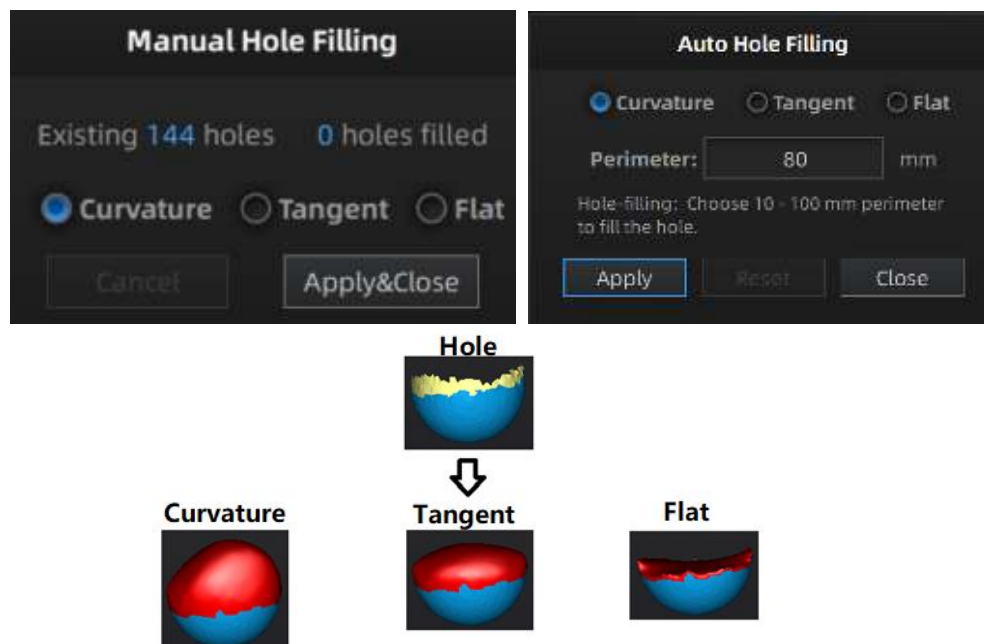 Manual Hole Filling
Existing 144 holes 0 holes filled
Curvature Tangent Flat
Cancel Apply&Close
Auto Hole Filling
Curvature Tangent Flat
Perimeter: 80 mm
Hole-filling: Choose 10 - 100 mm perimeter
to fill the hole.
Apply Reset Close
Hole
Curvature Tangent Flat